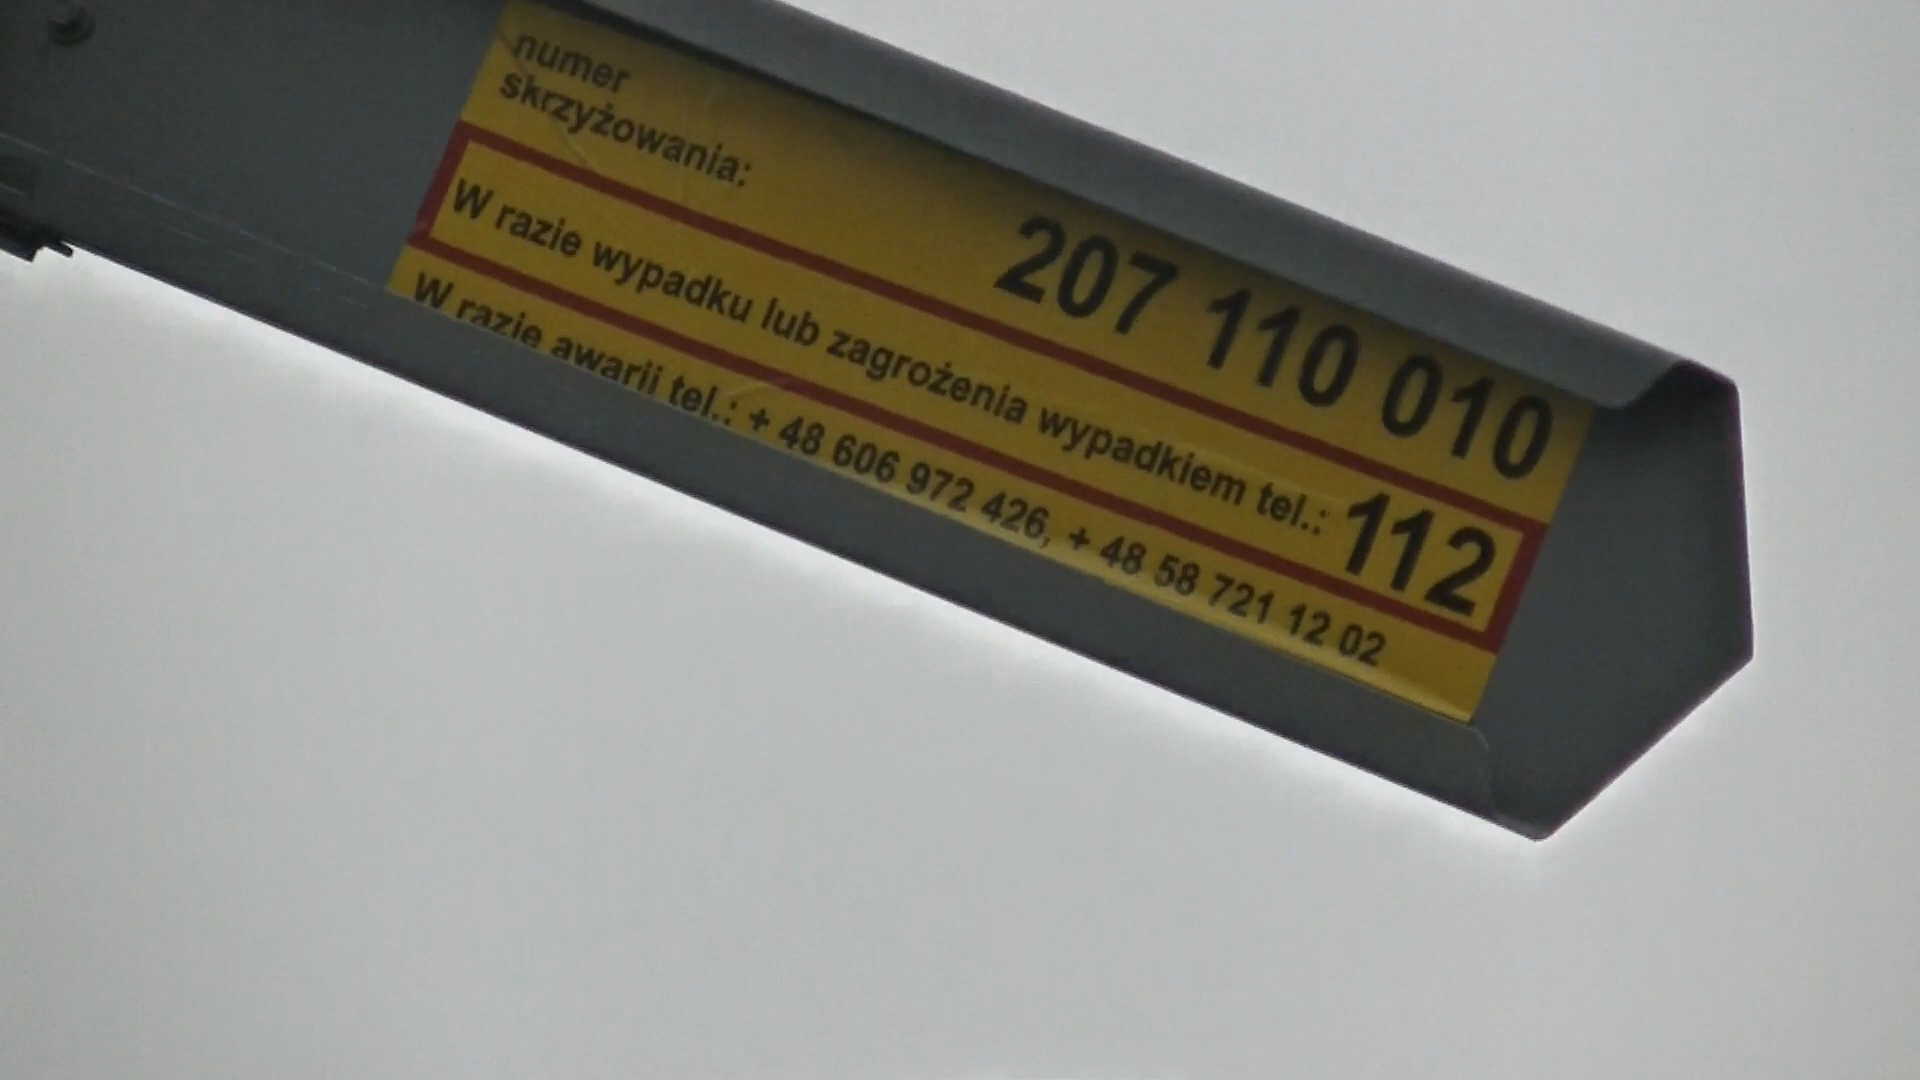 numer
skrzyżowania:
207 110 010
W razie wypadku lub zagrożenia wypadkiem tel.: 112
W razie awarii tel.: + 48 606 972 426, + 48 58 721 12 02